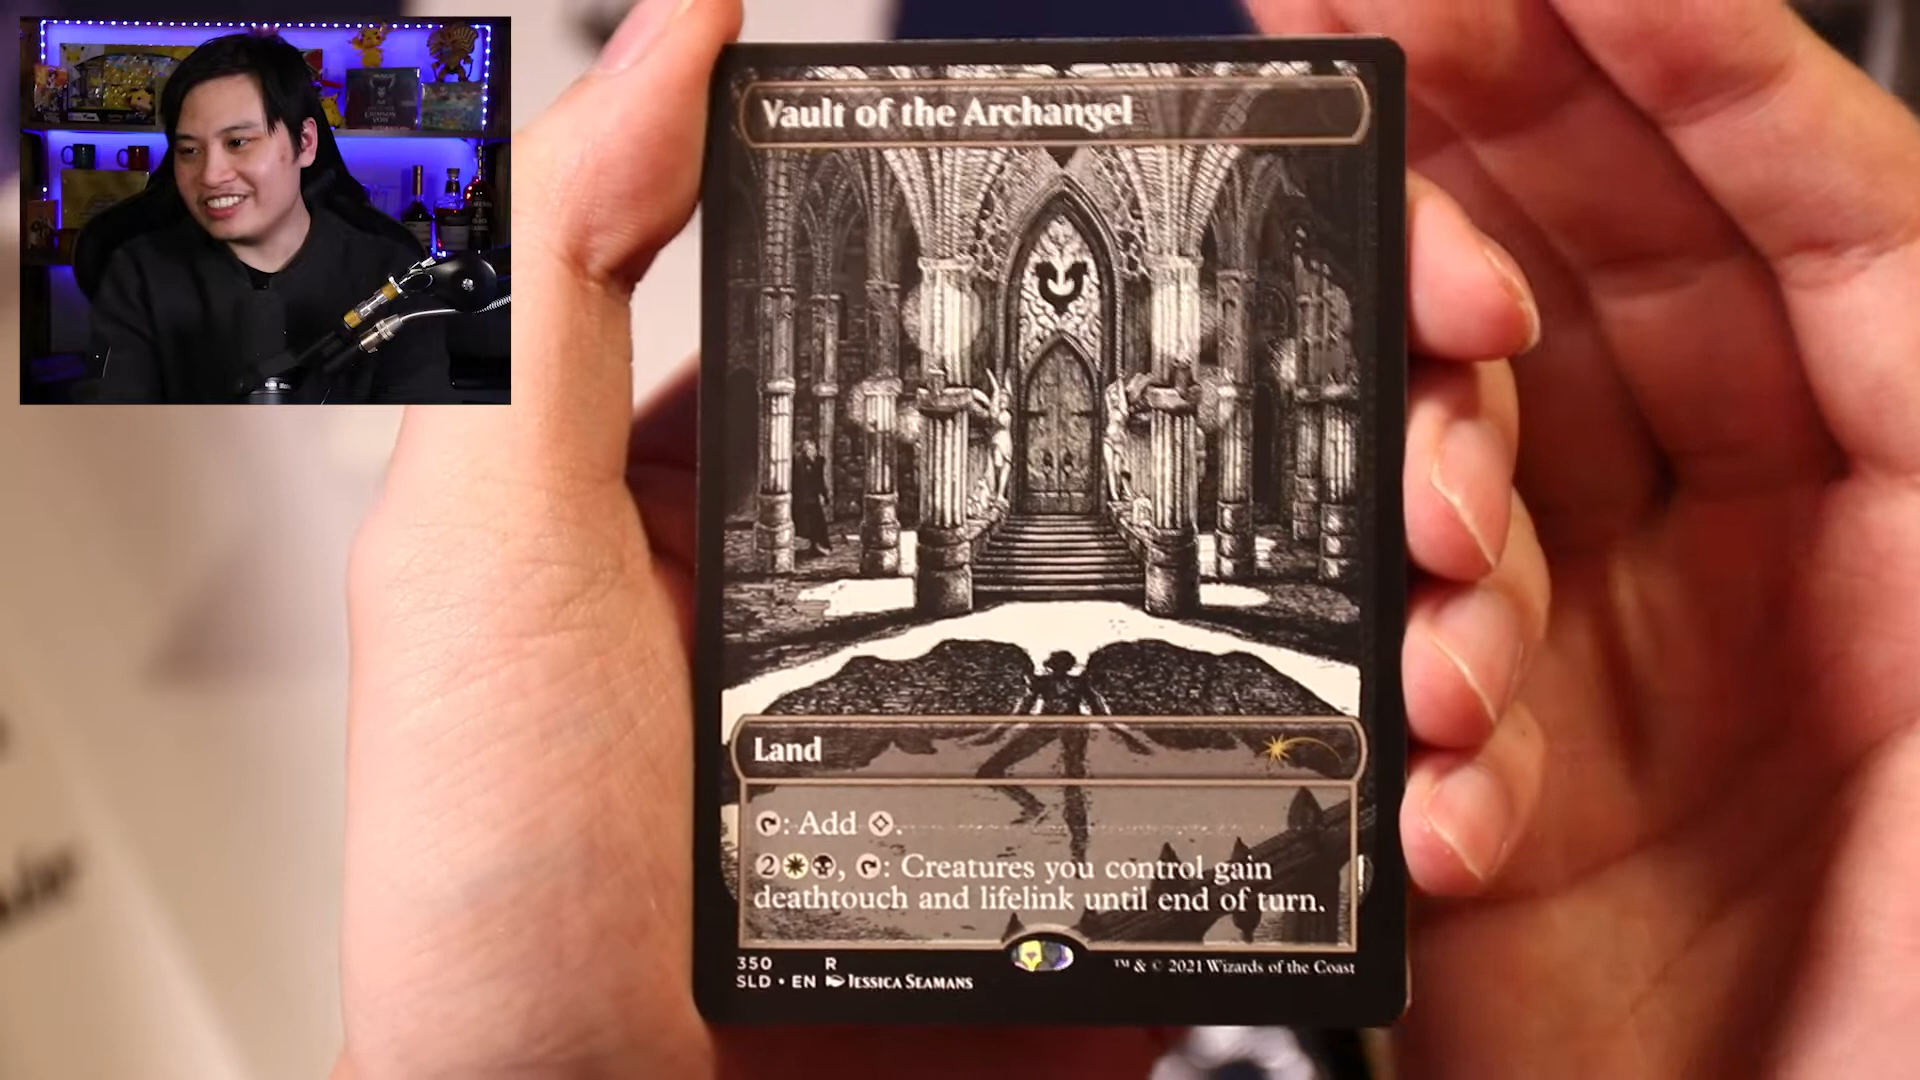 Vault of the Archangel
Land
: Add .
2, : Creatures you control gain
deathtouch and lifelink until end of turn.
350 R
SLD • EN Jessica Seamans
™ & © 2021 Wizards of the Coast